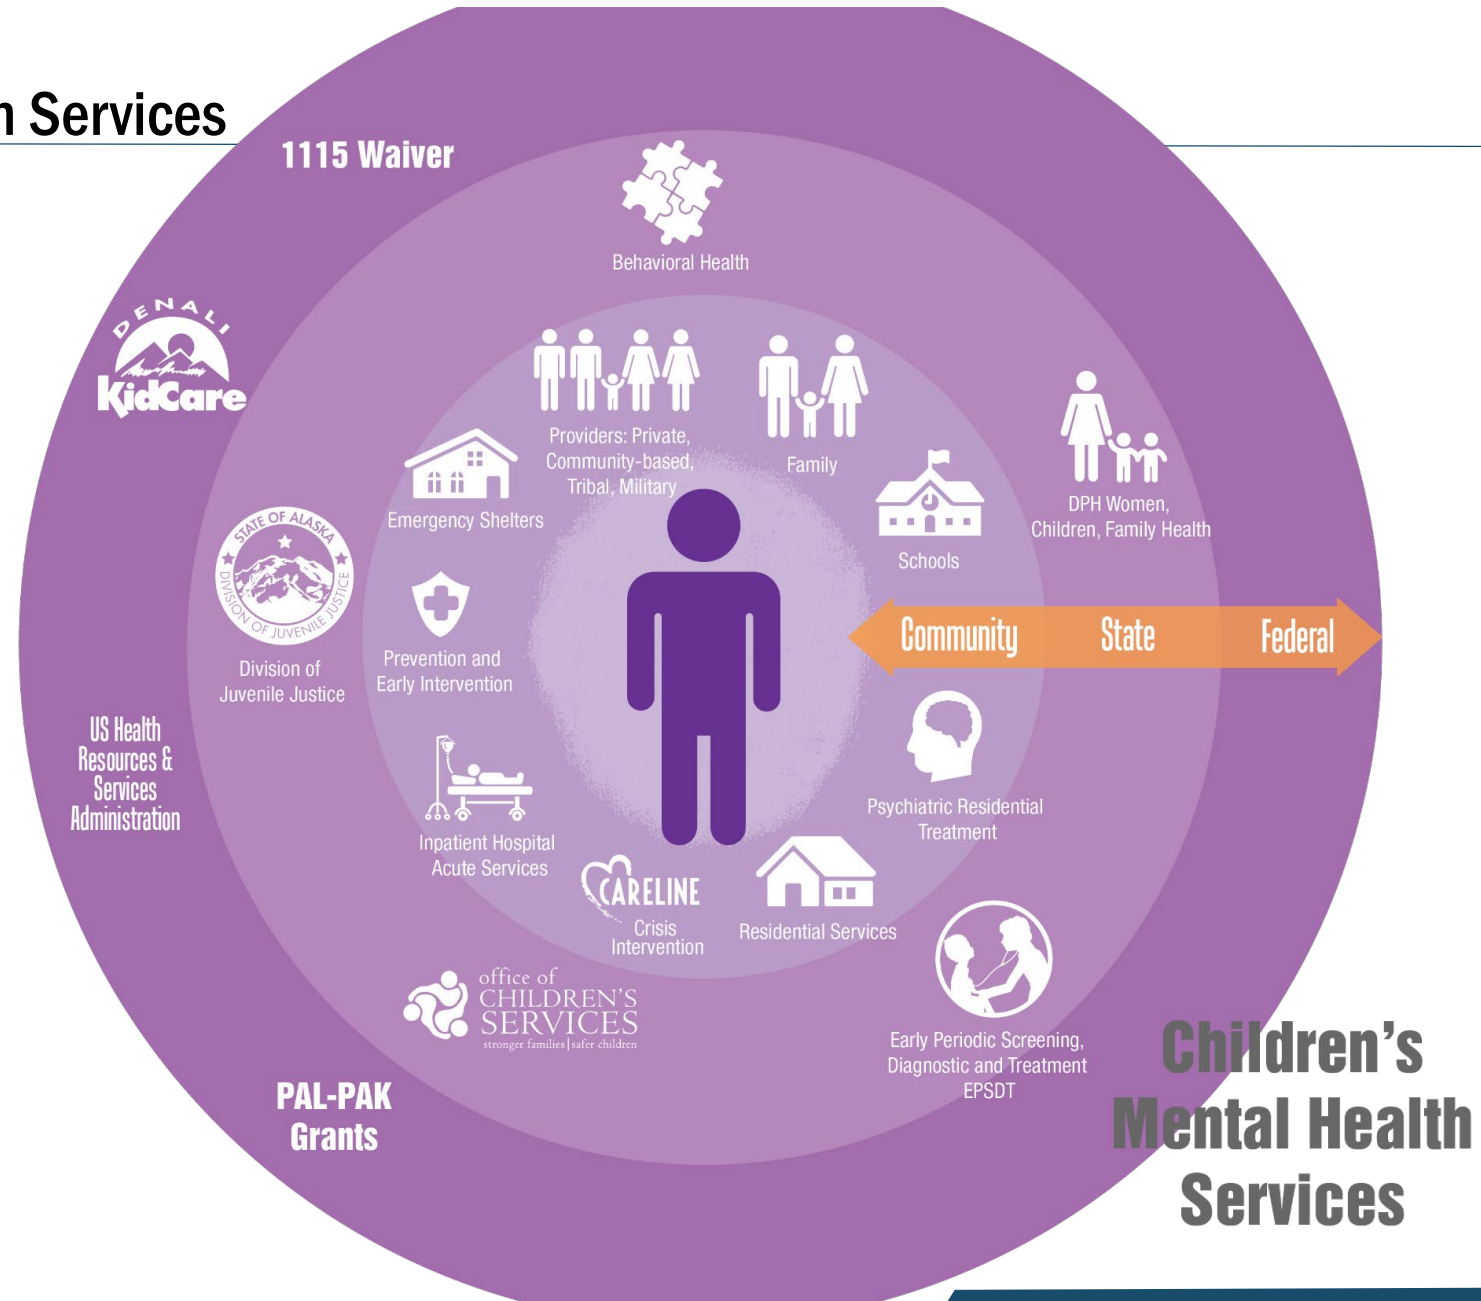 Services
1115 Waiver
Behavioral Health
DENALI
KidCare
Providers: Private,
Community-based,
Tribal, Military
Family
Emergency Shelters
Schools
DPH Women,
Children, Family Health
STATE OF ALASKA
DIVISION OF JUVENILE JUSTICE
Division of
Juvenile Justice
Prevention and
Early Intervention
Community
State
Federal
US Health
Resources &
Services
Administration
Inpatient Hospital
Acute Services
Psychiatric Residential
Treatment
CARELINE
Crisis
Intervention
Residential Services
office of
CHILDREN'S
SERVICES
stronger families | safer children
Early Periodic Screening,
Diagnostic and Treatment
EPSDT
PAL-PAK
Grants
Children's
Mental Health
Services